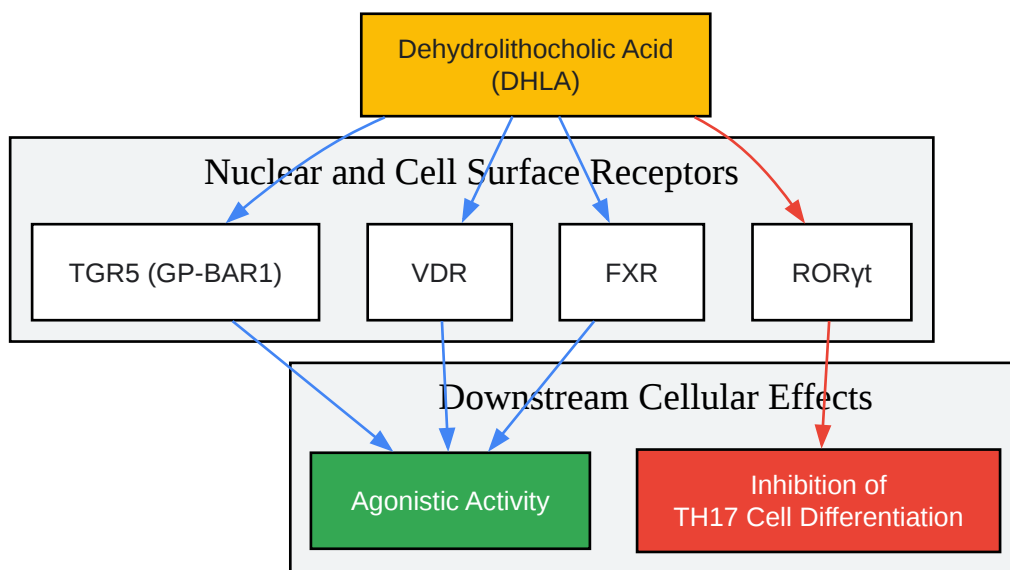 Dehydrolithocholic Acid
(DHLA)
Nuclear and Cell Surface Receptors
TGR5 (GP-BAR1)
VDR
FXR
RORγt
Downstream Cellular Effects
Agonistic Activity
Inhibition of
TH17 Cell Differentiation